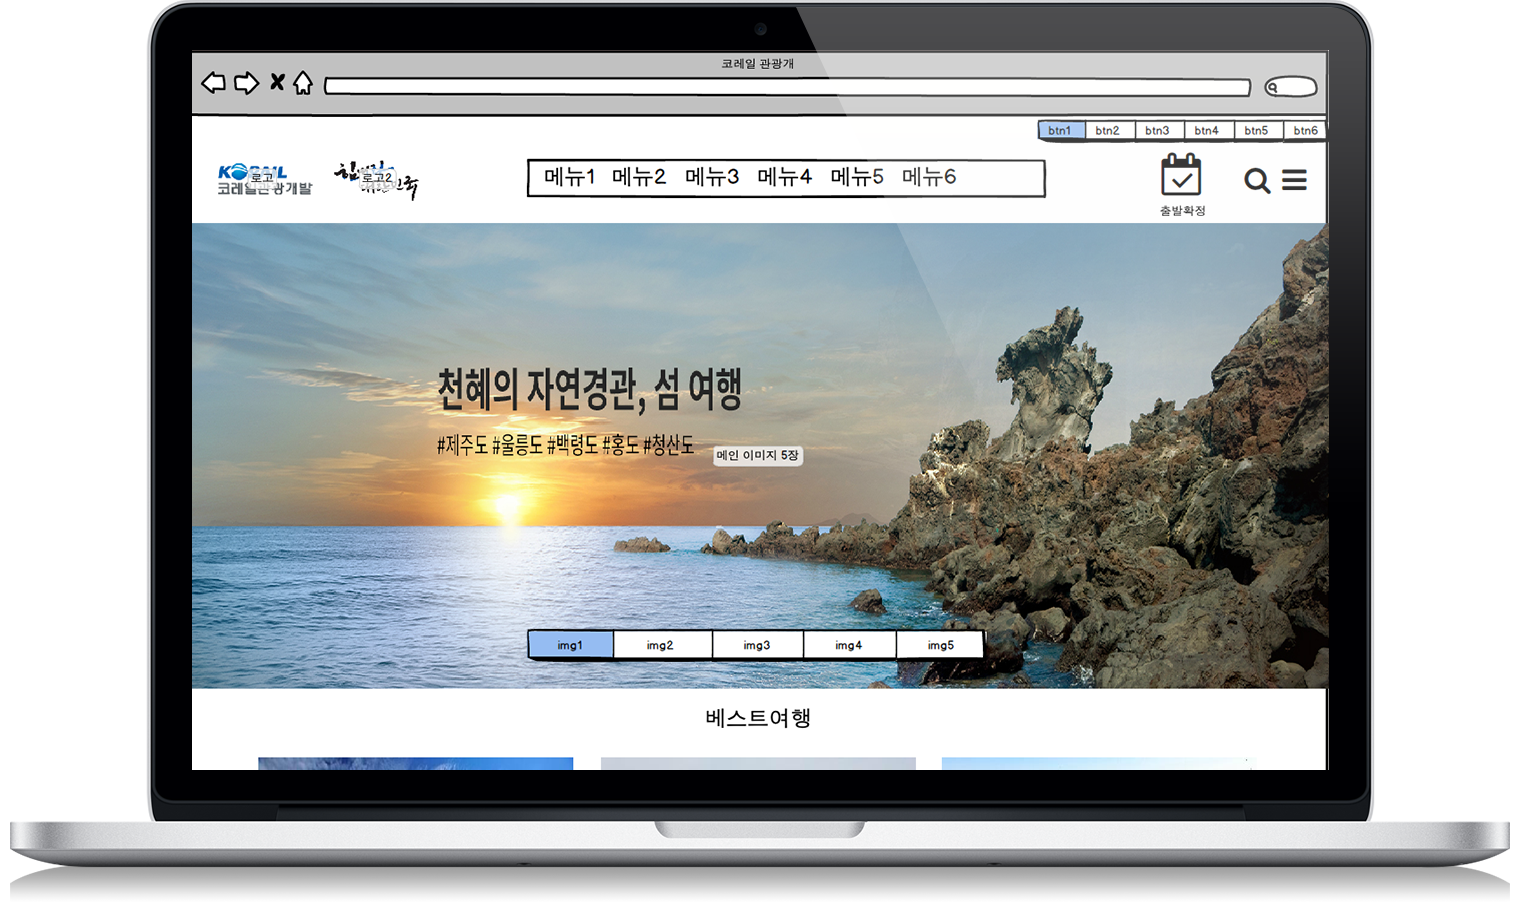 코레일 관광개
btn1 btn2 btn3 btn4 btn5 btn6
로고
코레일관광개발
로고2
메뉴1 메뉴2 메뉴3 메뉴4 메뉴5 메뉴6
출발확정
천혜의 자연경관, 섬 여행
#제주도 #울릉도 #백령도 #홍도 #청산도
메인 이미지 5장
img1 img2 img3 img4 img5
베스트여행